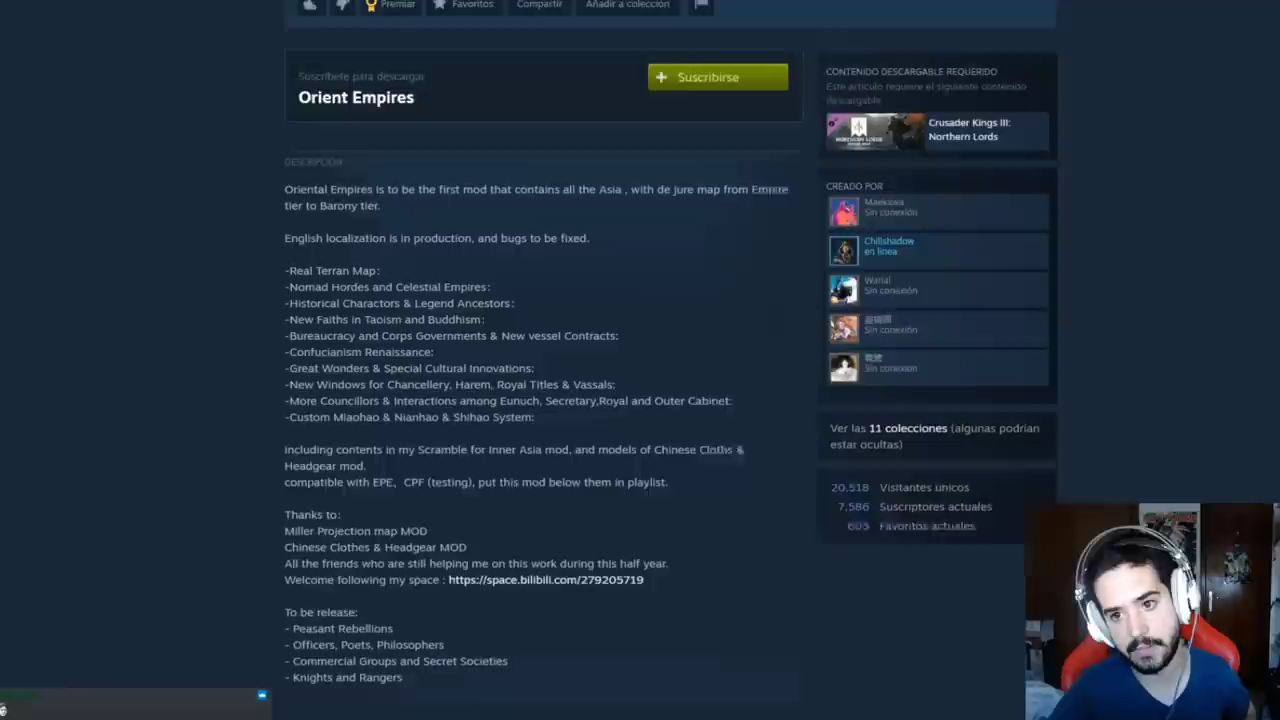 Premiar
Favoritos
Compartir
Añadir a colección
Suscríbete para descargar
Orient Empires
Suscribirse
DESCRIPCIÓN
Oriental Empires is to be the first mod that contains all the Asia , with de jure map from Empire
tier to Barony tier.
English localization is in production, and bugs to be fixed.
-Real Terran Map:
-Nomad Hordes and Celestial Empires:
-Historical Charactors & Legend Ancestors:
-New Faiths in Taoism and Buddhism:
-Bureaucracy and Corps Governments & New vessel Contracts:
-Confucianism Renaissance:
-Great Wonders & Special Cultural Innovations:
-New Windows for Chancellery, Harem, Royal Titles & Vassals:
-More Councillors & Interactions among Eunuch, Secretary,Royal and Outer Cabinet:
-Custom Miaohao & Nianhao & Shihao System:
including contents in my Scramble for Inner Asia mod, and models of Chinese Cloths &
Headgear mod.
compatible with EPE，CPF (testing), put this mod below them in playlist.
Thanks to:
Miller Projection map MOD
Chinese Clothes & Headgear MOD
All the friends who are still helping me on this work during this half year.
Welcome following my space : https://space.bilibili.com/279205719
To be release:
- Peasant Rebellions
- Officers, Poets, Philosophers
- Commercial Groups and Secret Societies
- Knights and Rangers
CONTENIDO DESCARGABLE REQUERIDO
Este artículo requiere el siguiente contenido
descargable
Crusader Kings III:
Northern Lords
CREADO POR
Maekawa
Sin conexión
Chillshadow
en línea
Sin conexión
Sin conexión
Sin conexión
Ver las 11 colecciones (algunas podrían
estar ocultas)
20,518 Visitantes únicos
7,586 Suscriptores actuales
605 Favoritos actuales